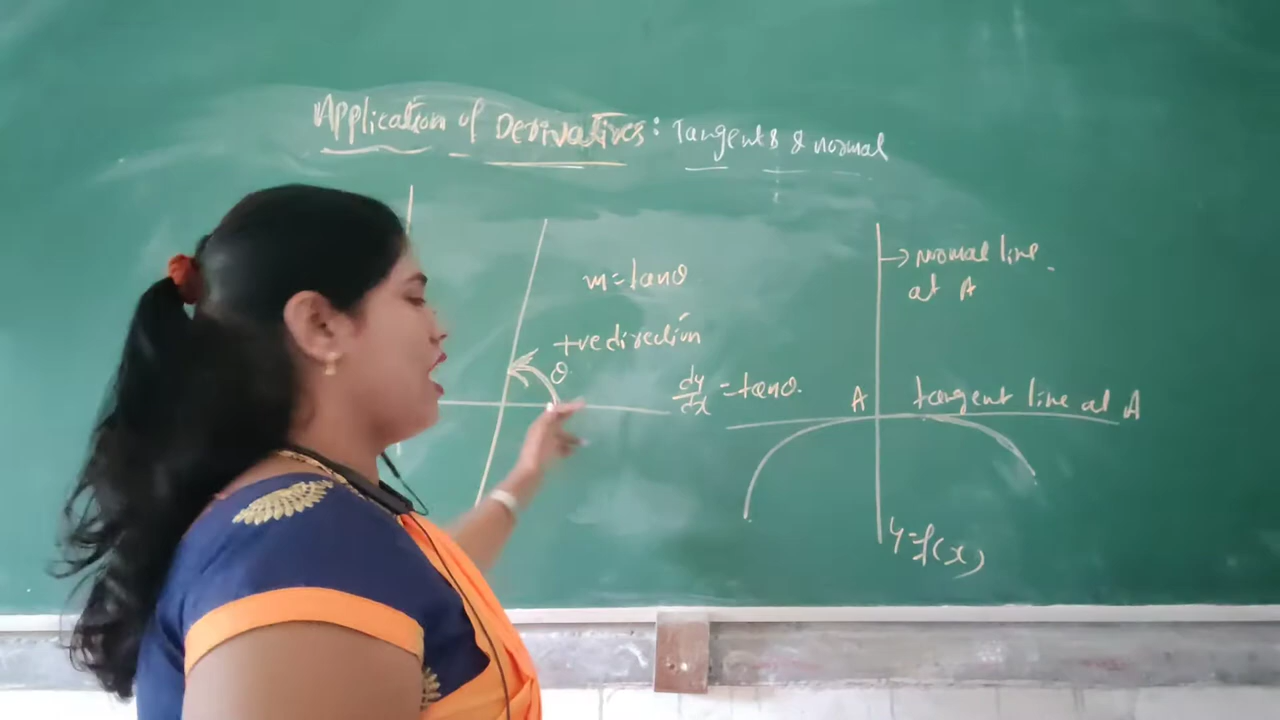 Application of Derivatives: Tangents & normal
m = tanθ
+ve direction
θ
dy/dx = tanθ.
→ normal line
at A
A
tangent line at A
y=f(x)